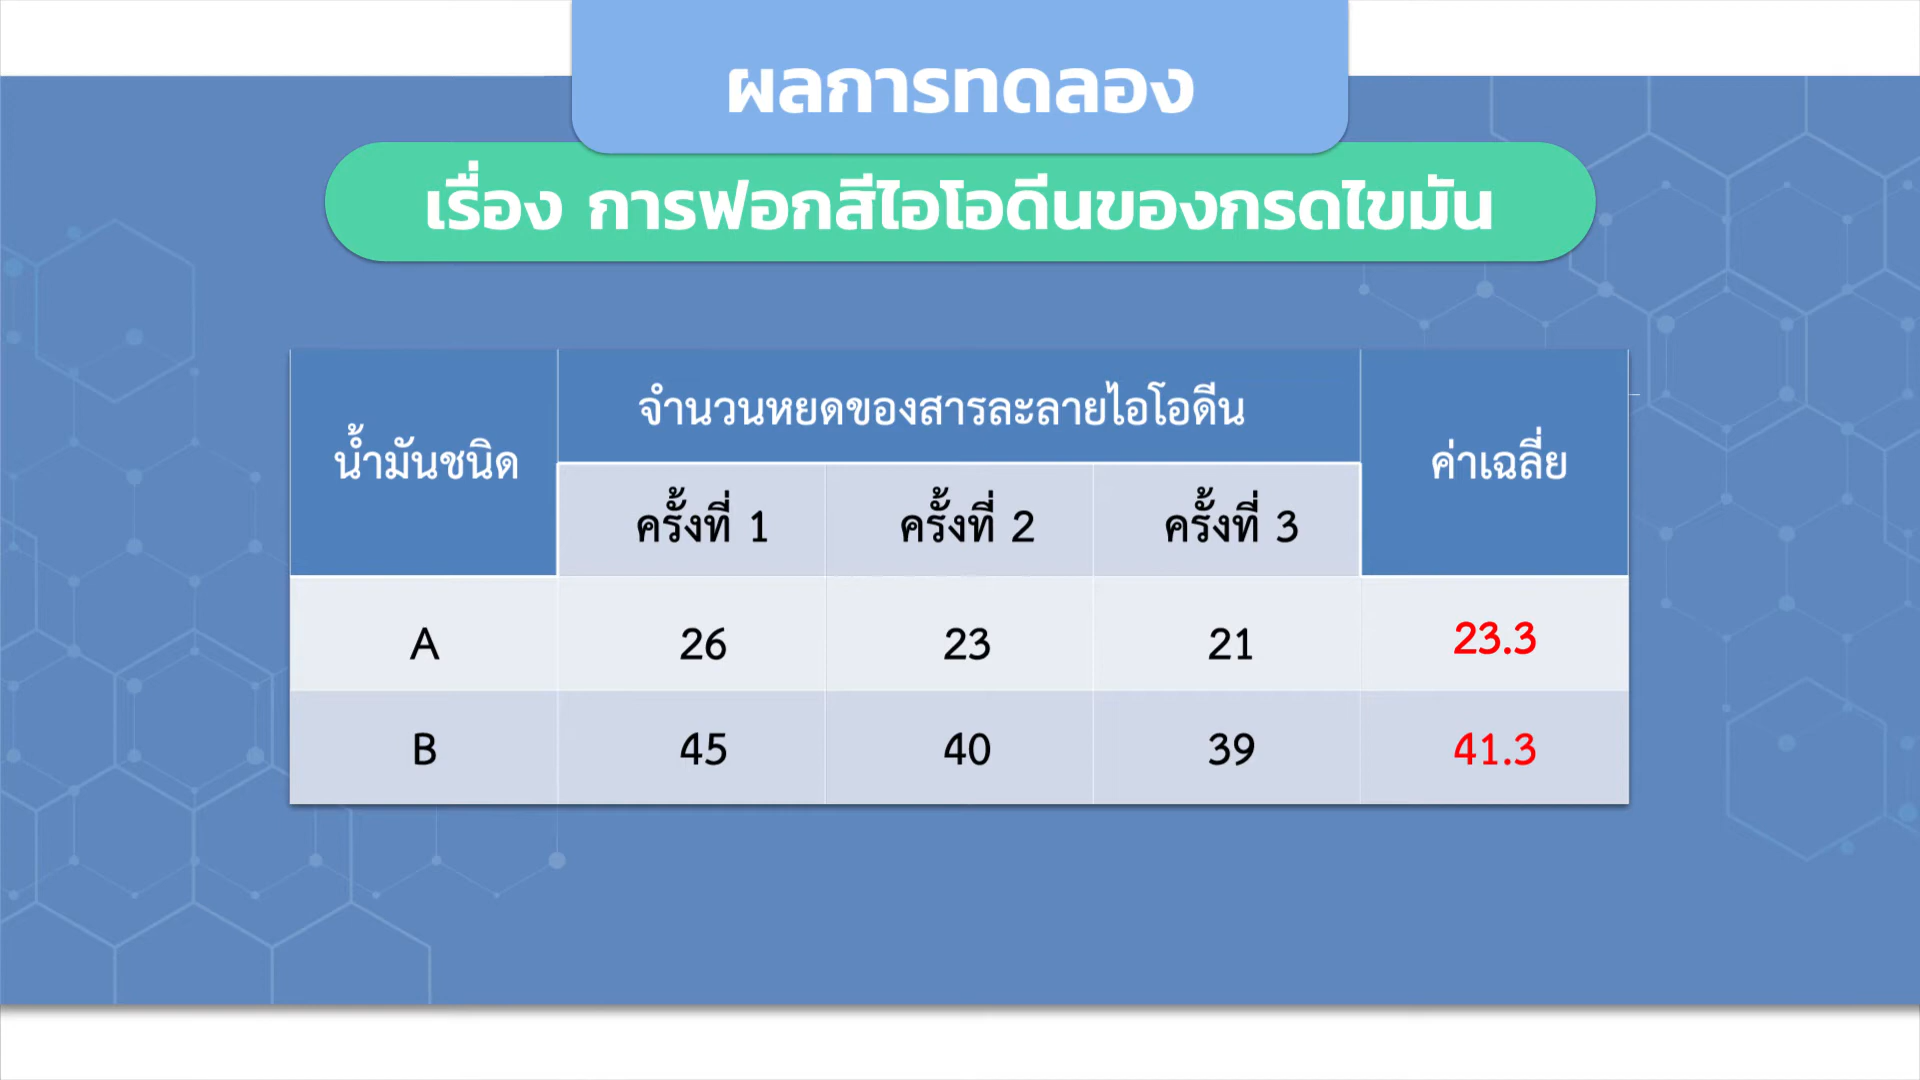 ผลการทดลอง
เรื่อง การฟอกสีไอโอดีนของกรดไขมัน
น้ำมันชนิด จำนวนหยดของสารละลายไอโอดีน ค่าเฉลี่ย
ครั้งที่ 1 ครั้งที่ 2 ครั้งที่ 3
A 26 23 21 23.3
B 45 40 39 41.3